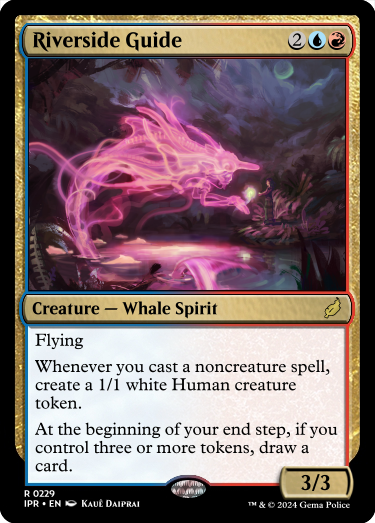 Riverside Guide 2
Creature — Whale Spirit
Flying
Whenever you cast a noncreature spell,
create a 1/1 white Human creature
token.
At the beginning of your end step, if you
control three or more tokens, draw a
card.
3/3
R 0229
IPR • EN Kauê Daiprai
™ & © 2024 Gema Police